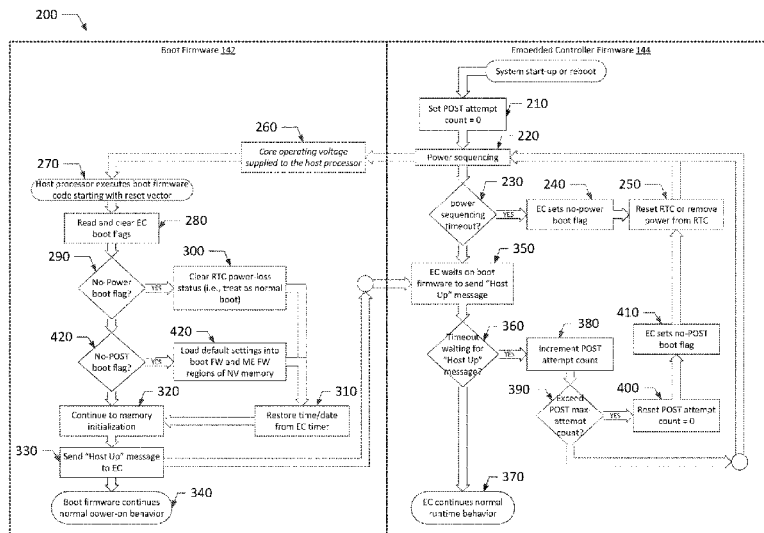 200
Boot Firmware 142
Embedded Controller Firmware 144
System start-up or reboot
Set POST attempt
count = 0
210
220
Power sequencing
260
Core operating voltage
supplied to the host processor
270
Host processor executes boot firmware
code starting with reset vector
230
power
sequencing
timeout?
YES
240
EC sets no-power
boot flag
250
Reset RTC or remove
power from RTC
280
Read and clear EC
boot flags
290
No-Power
boot flag?
YES
300
Clear RTC power-loss
status (i.e., treat as normal
boot)
350
EC waits on boot
firmware to send "Host
Up" message
410
EC sets no-POST
boot flag
420
No-POST
boot flag?
YES
420
Load default settings into
boot FW and ME FW
regions of NV memory
360
Timeout
waiting for
"Host Up"
message?
YES
380
Increment POST
attempt count
390
Exceed
POST max
attempt
count?
YES
400
Reset POST attempt
count = 0
320
Continue to memory
initialization
310
Restore time/date
from EC timer
330
Send "Host Up" message
to EC
340
Boot firmware continues
normal power-on behavior
370
EC continues normal
runtime behavior